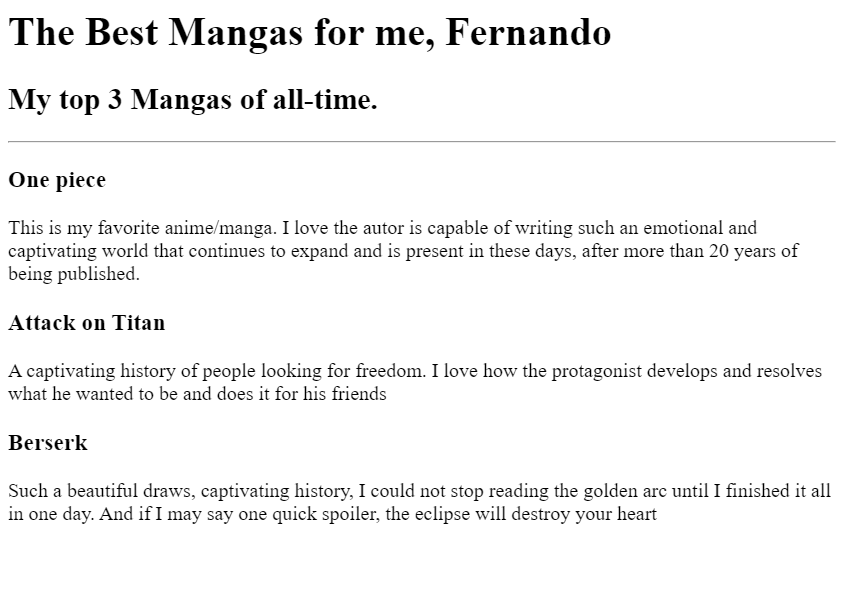 The Best Mangas for me, Fernando
My top 3 Mangas of all-time.
One piece
This is my favorite anime/manga. I love the autor is capable of writing such an emotional and
captivating world that continues to expand and is present in these days, after more than 20 years of
being published.
Attack on Titan
A captivating history of people looking for freedom. I love how the protagonist develops and resolves
what he wanted to be and does it for his friends
Berserk
Such a beautiful draws, captivating history, I could not stop reading the golden arc until I finished it all
in one day. And if I may say one quick spoiler, the eclipse will destroy your heart